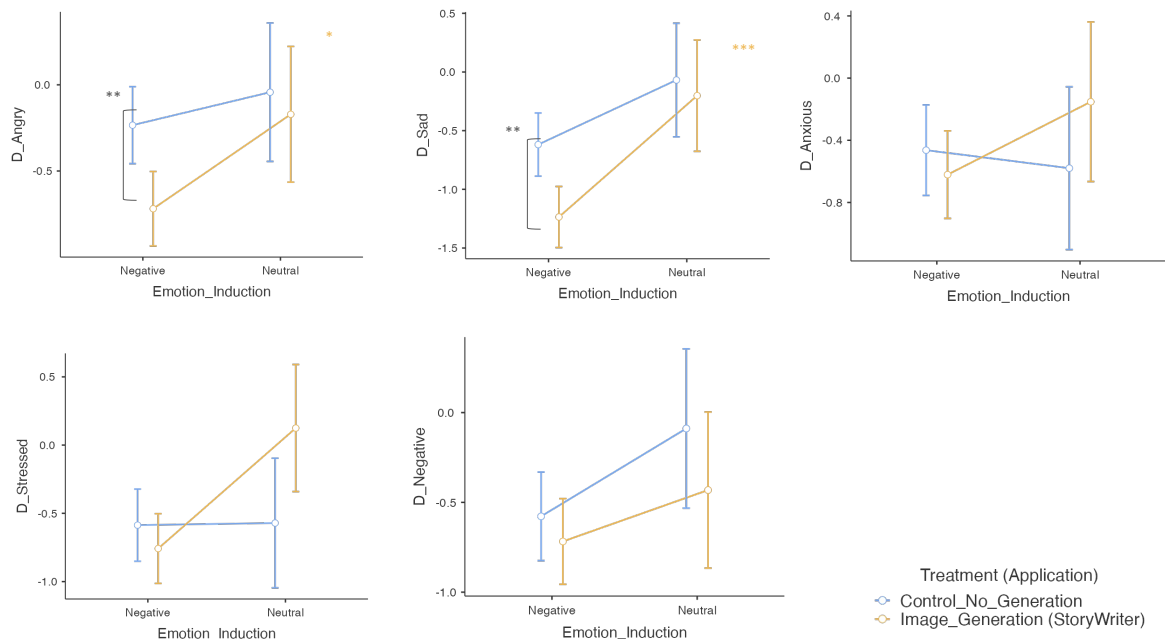 D_Angry
0.0
-0.5
**
*
Negative
Neutral
Emotion_Induction
D_Sad
0.5
0.0
-0.5
-1.0
-1.5
**
***
Negative
Neutral
Emotion_Induction
D_Anxious
0.4
0.0
-0.4
-0.8
Negative
Neutral
Emotion_Induction
D_Stressed
0.5
0.0
-0.5
-1.0
Negative
Neutral
Emotion Induction
D_Negative
0.0
-0.5
-1.0
Negative
Neutral
Emotion_Induction
Treatment (Application)
Control_No_Generation
Image_Generation (StoryWriter)